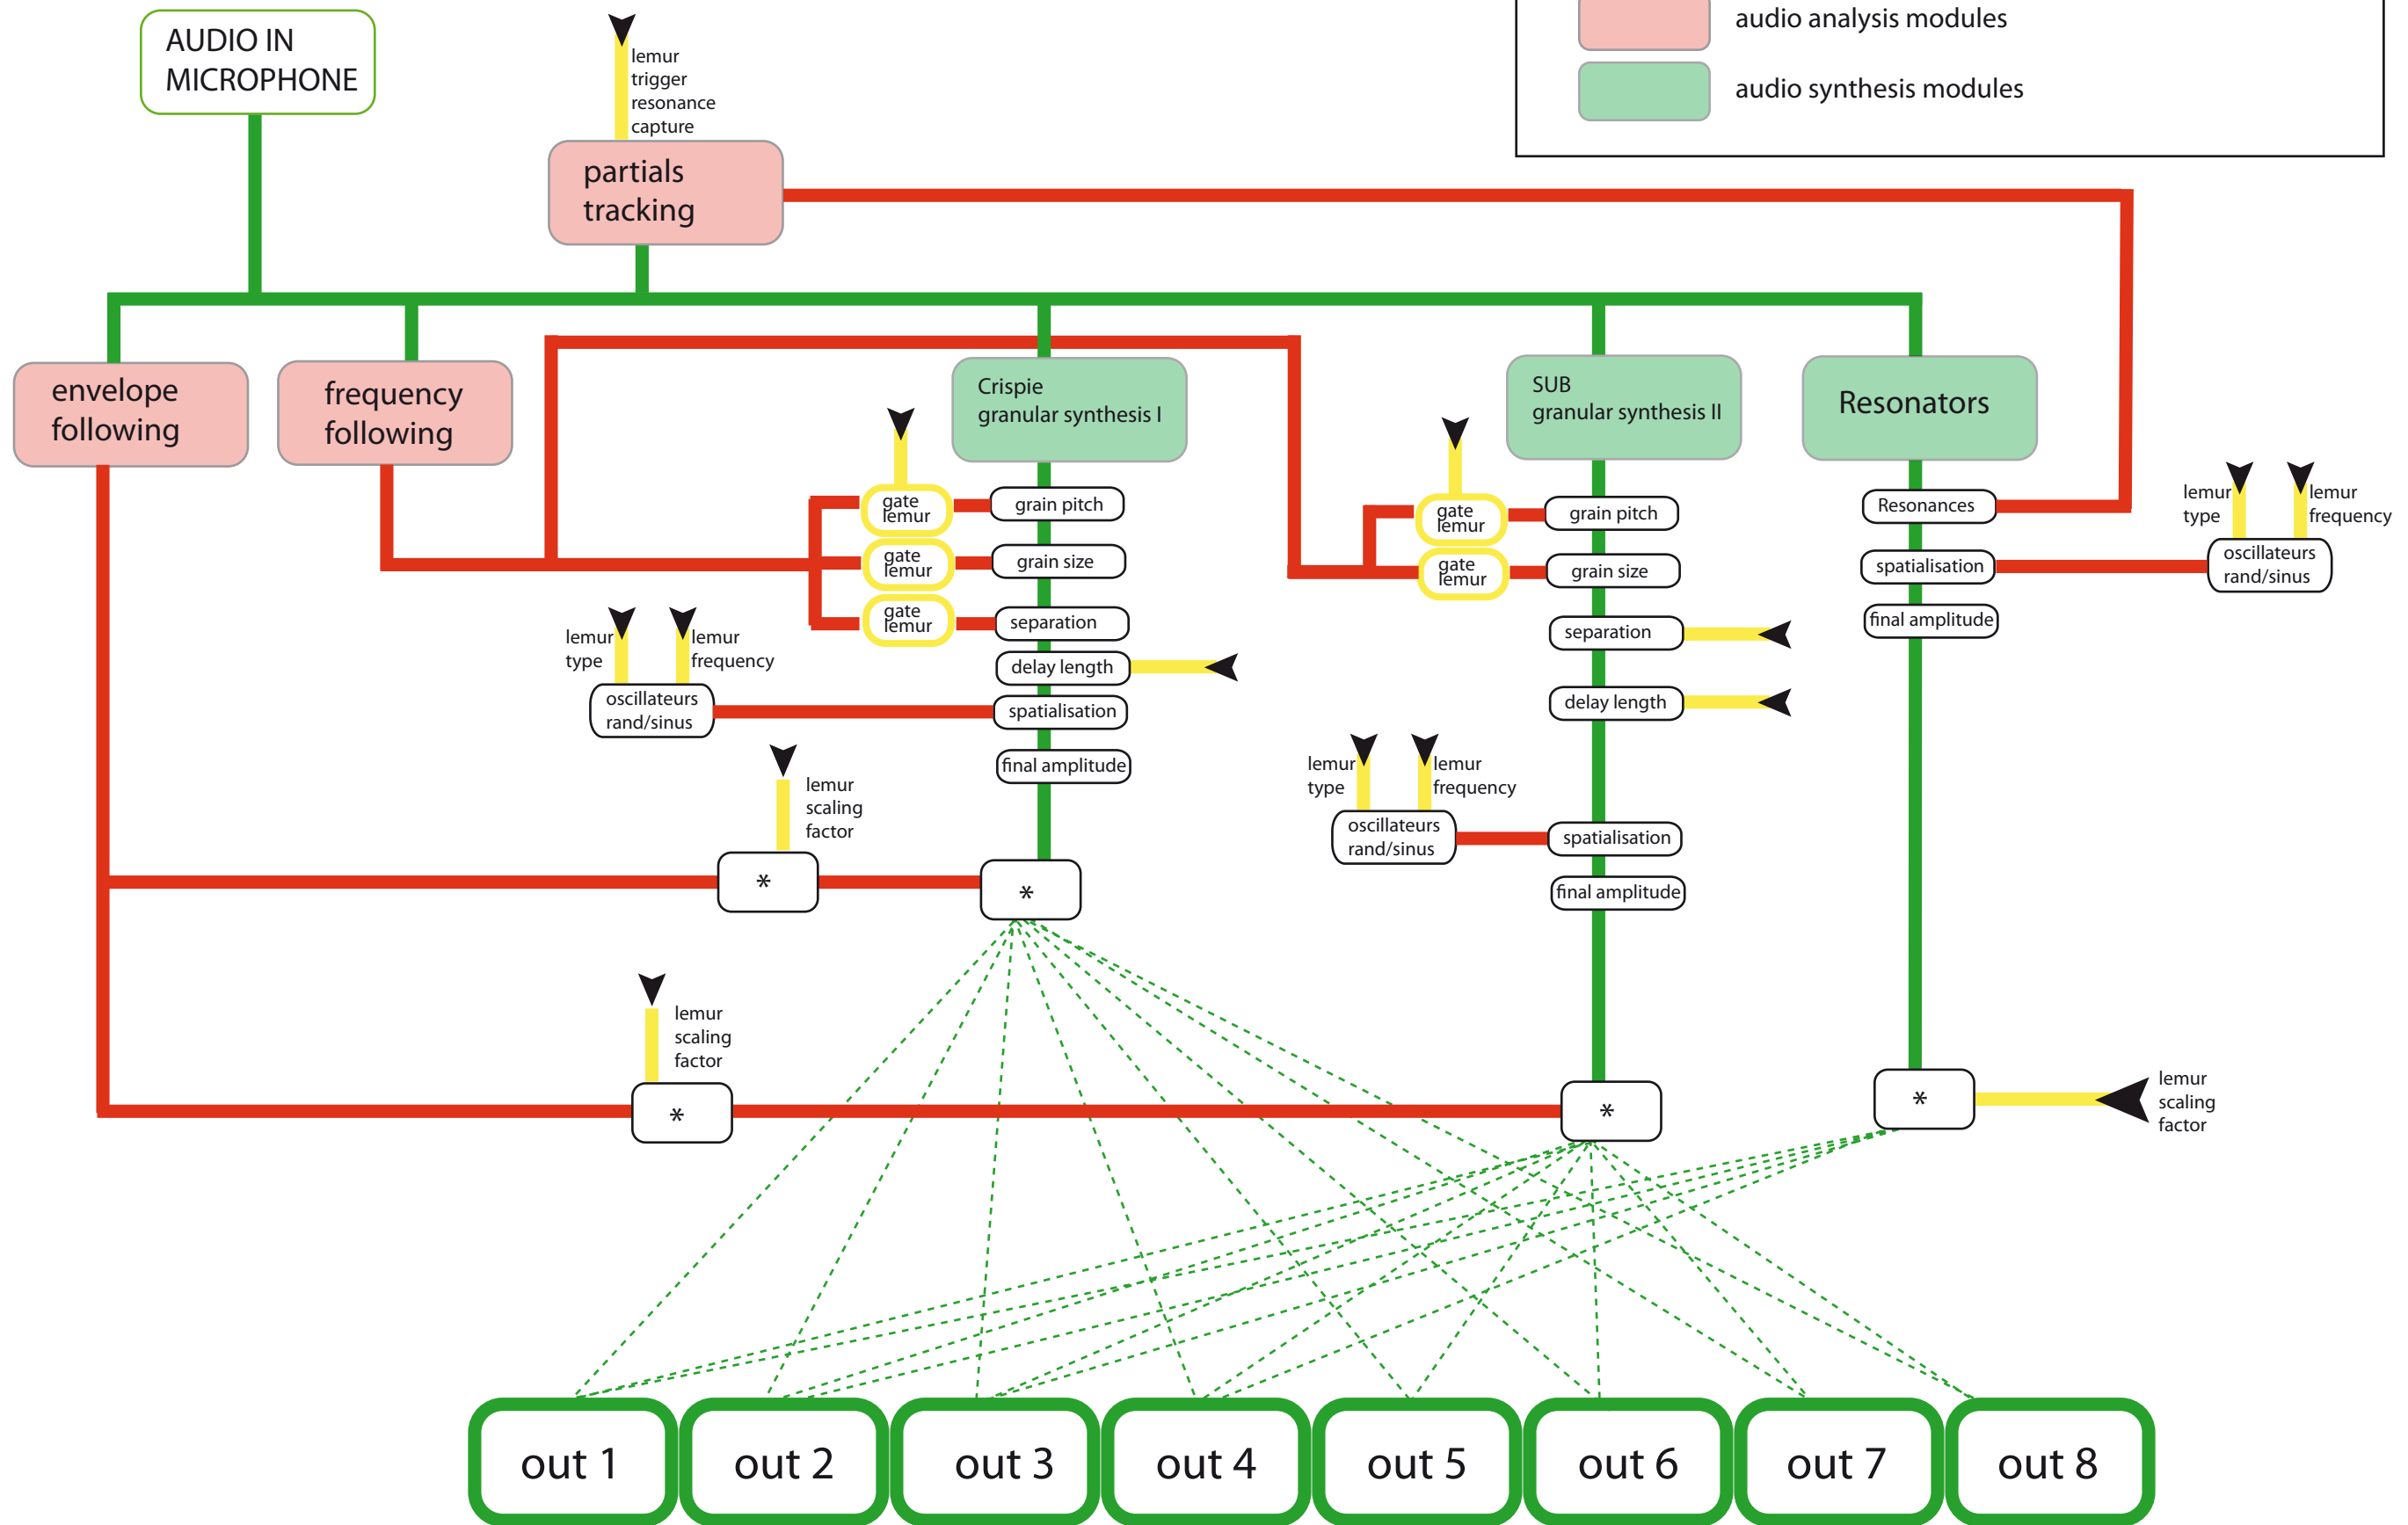 audio analysis modules
audio synthesis modules
AUDIO IN
MICROPHONE
lemur
trigger
resonance
capture
partials
tracking
envelope
following
frequency
following
Crispie
granular synthesis I
SUB
granular synthesis II
Resonators
gate
lemur
grain pitch
gate
lemur
grain size
gate
lemur
separation
delay length
lemur
type
lemur
frequency
oscillateurs
rand/sinus
spatialisation
final amplitude
lemur
scaling
factor
*
*
gate
lemur
grain pitch
gate
lemur
grain size
separation
delay length
lemur
type
lemur
frequency
oscillateurs
rand/sinus
spatialisation
final amplitude
Resonances
lemur
type
lemur
frequency
spatialisation
oscillateurs
rand/sinus
final amplitude
lemur
scaling
factor
*
*
*
lemur
scaling
factor
out 1
out 2
out 3
out 4
out 5
out 6
out 7
out 8